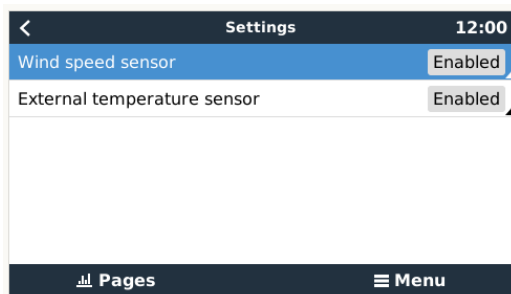 Settings 12:00
Wind speed sensor Enabled
External temperature sensor Enabled
Pages Menu